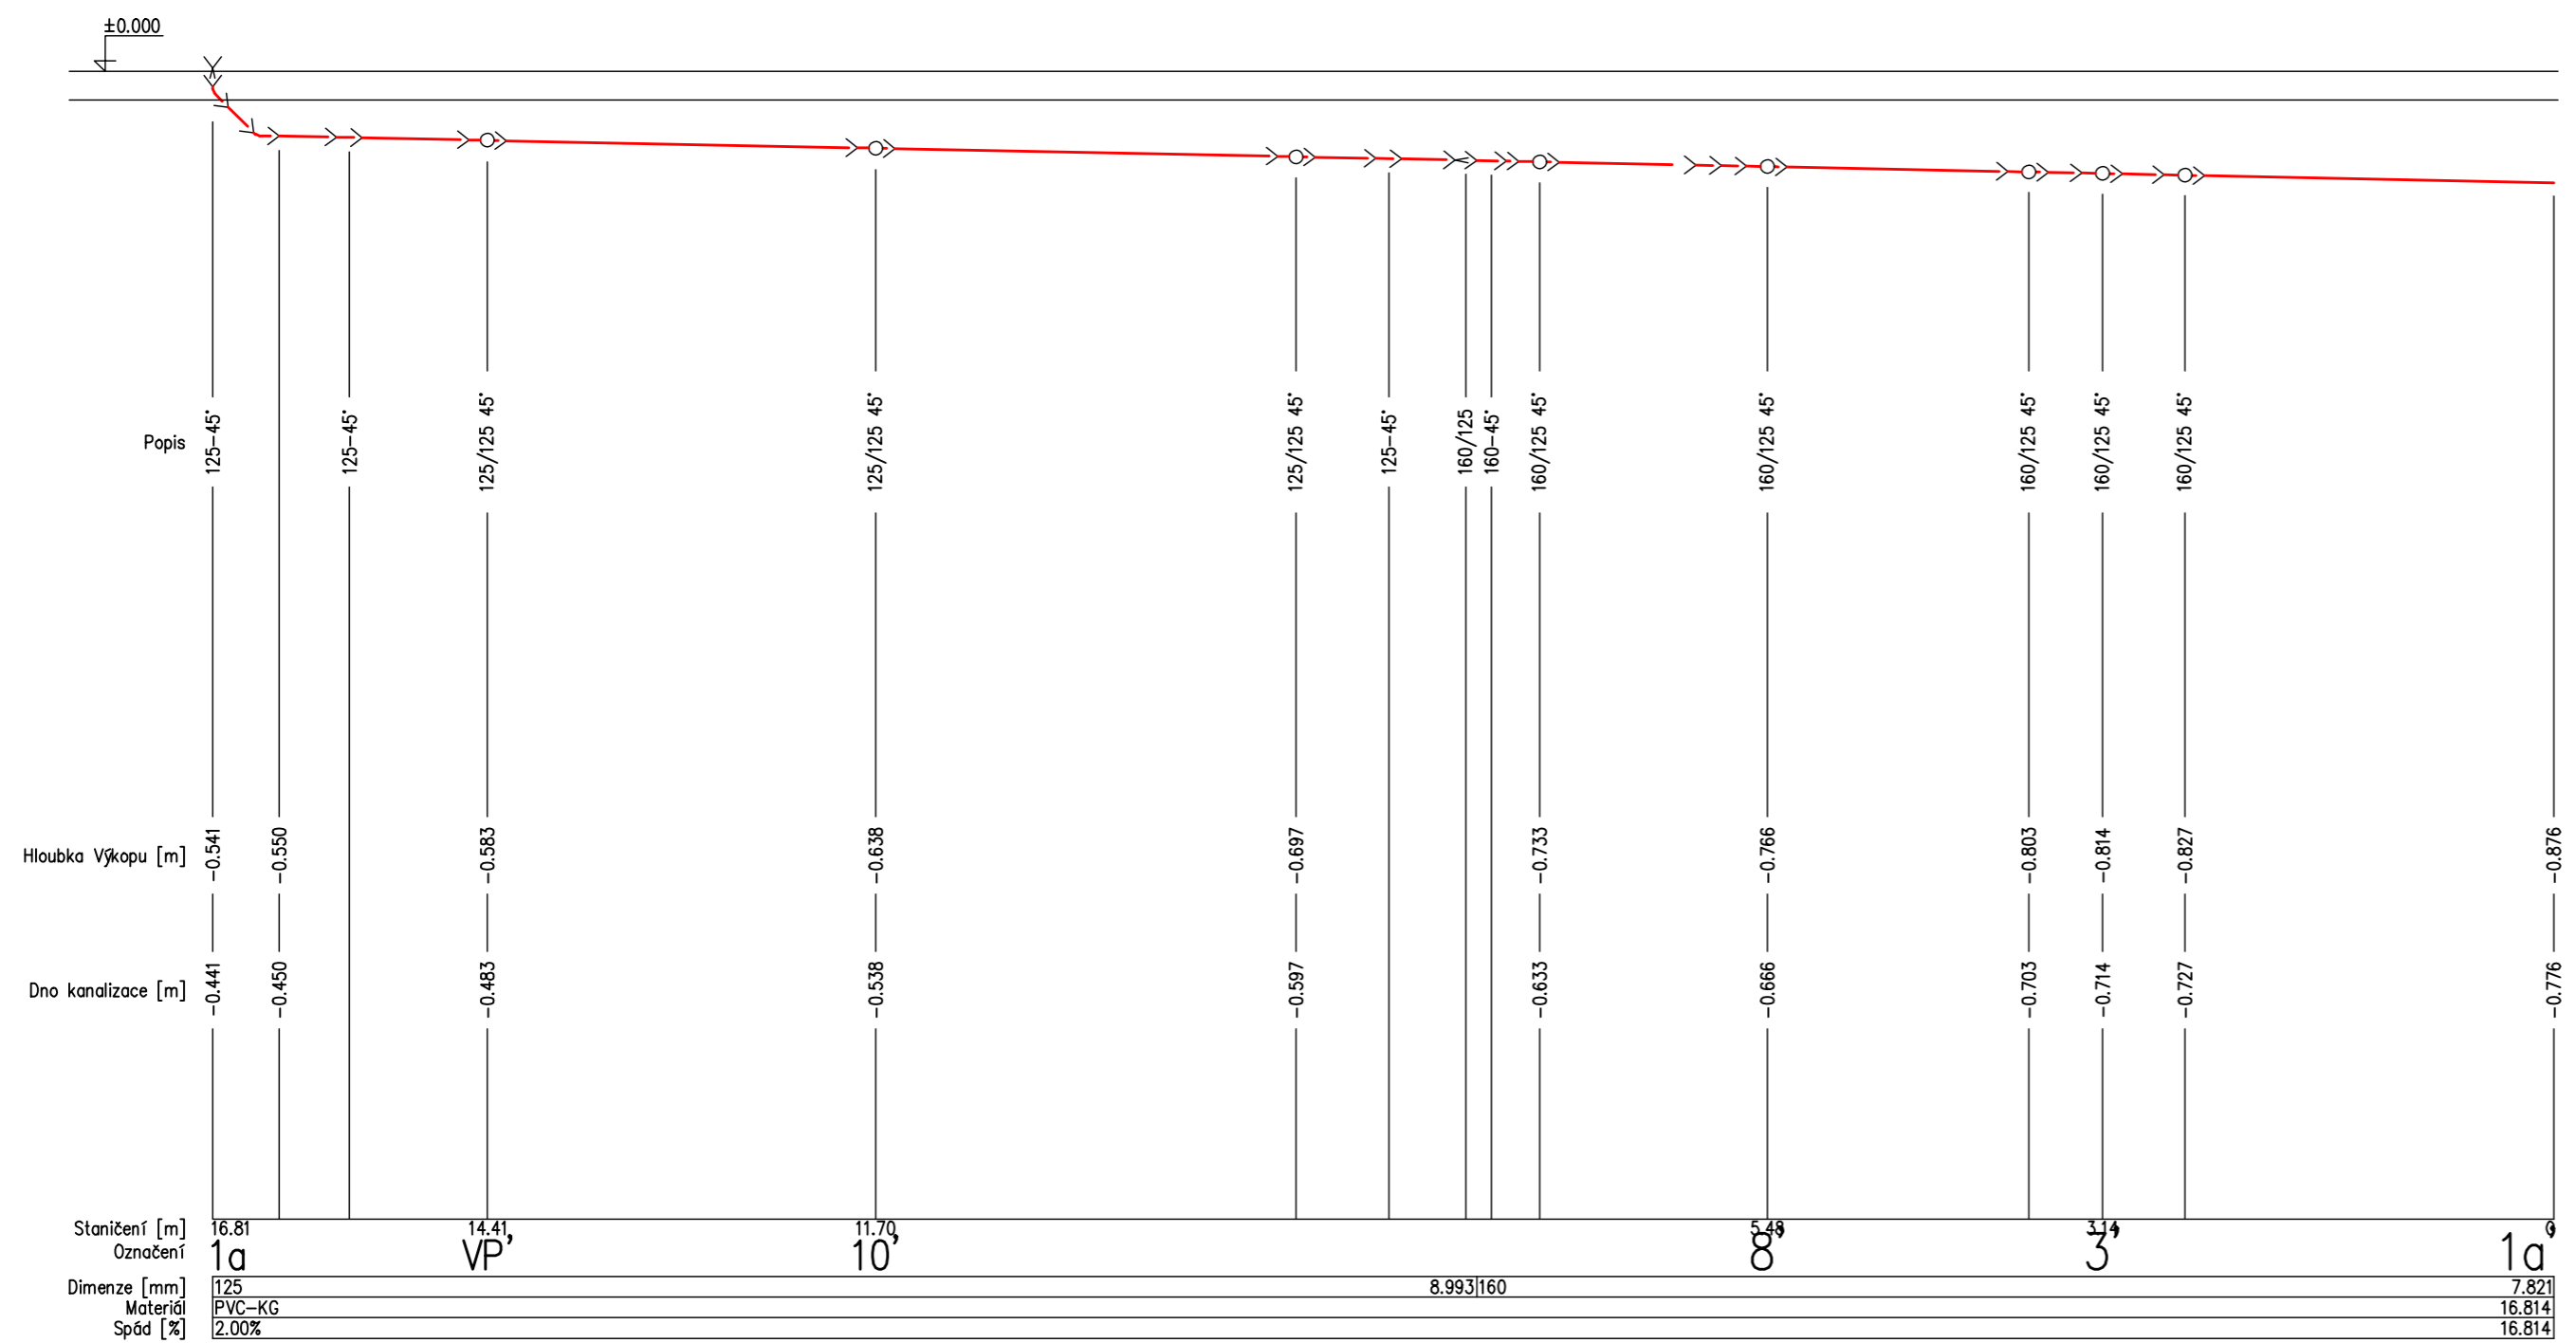 ±0.000
Popis 125-45° 125-45° 125/125 45° 125/125 45° 125/125 45° 125-45° 160/125 160-45° 160/125 45° 160/125 45° 160/125 45° 160/125 45° 160/125 45°
Hloubka Výkopu [m] -0.541 -0.550 -0.583 -0.638 -0.697 -0.733 -0.766 -0.803 -0.814 -0.827 -0.876
Dno kanalizace [m] -0.441 -0.450 -0.483 -0.538 -0.597 -0.633 -0.666 -0.703 -0.714 -0.727 -0.776
Staničení [m] 16.81 14.41 11.70 5.48 3.14 0
Označení 1a VP' 10' 8' 3' 1a'
Dimenze [mm] 125 8.993 160 7.821
Materiál PVC-KG 16.814
Spád [%] 2.00% 16.814